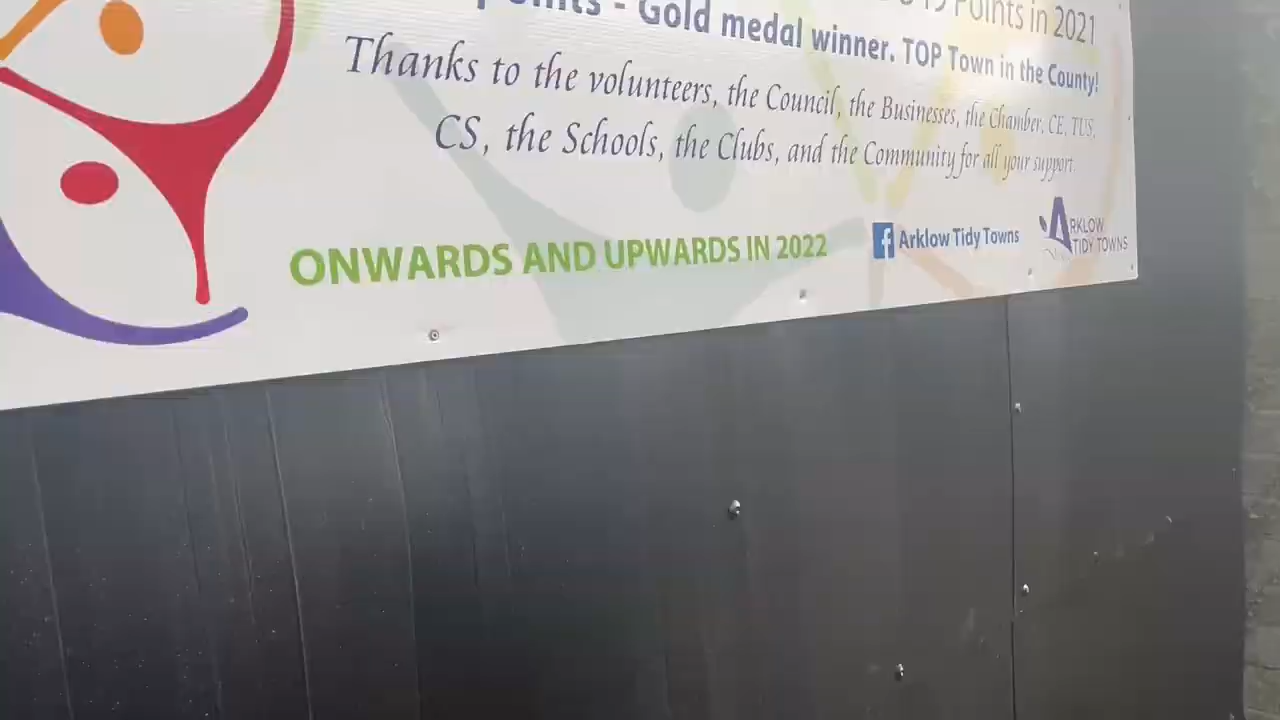 Points in 2021
- Gold medal winner. TOP Town in the County!
Thanks to the volunteers, the Council, the Businesses, the Chamber, CE, TUS,
CS, the Schools, the Clubs, and the Community for all your support.
ONWARDS AND UPWARDS IN 2022
f Arklow Tidy Towns
ARKLOW
TIDY TOWNS